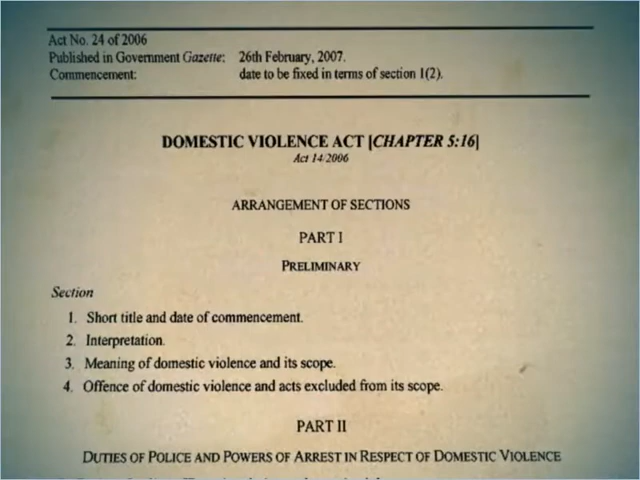 Act No. 24 of 2006
Published in Government Gazette: 26th February, 2007.
Commencement: date to be fixed in terms of section 1(2).
DOMESTIC VIOLENCE ACT [CHAPTER 5:16]
Act 14/2006
ARRANGEMENT OF SECTIONS
PART I
PRELIMINARY
Section
1. Short title and date of commencement.
2. Interpretation.
3. Meaning of domestic violence and its scope.
4. Offence of domestic violence and acts excluded from its scope.
PART II
DUTIES OF POLICE AND POWERS OF ARREST IN RESPECT OF DOMESTIC VIOLENCE